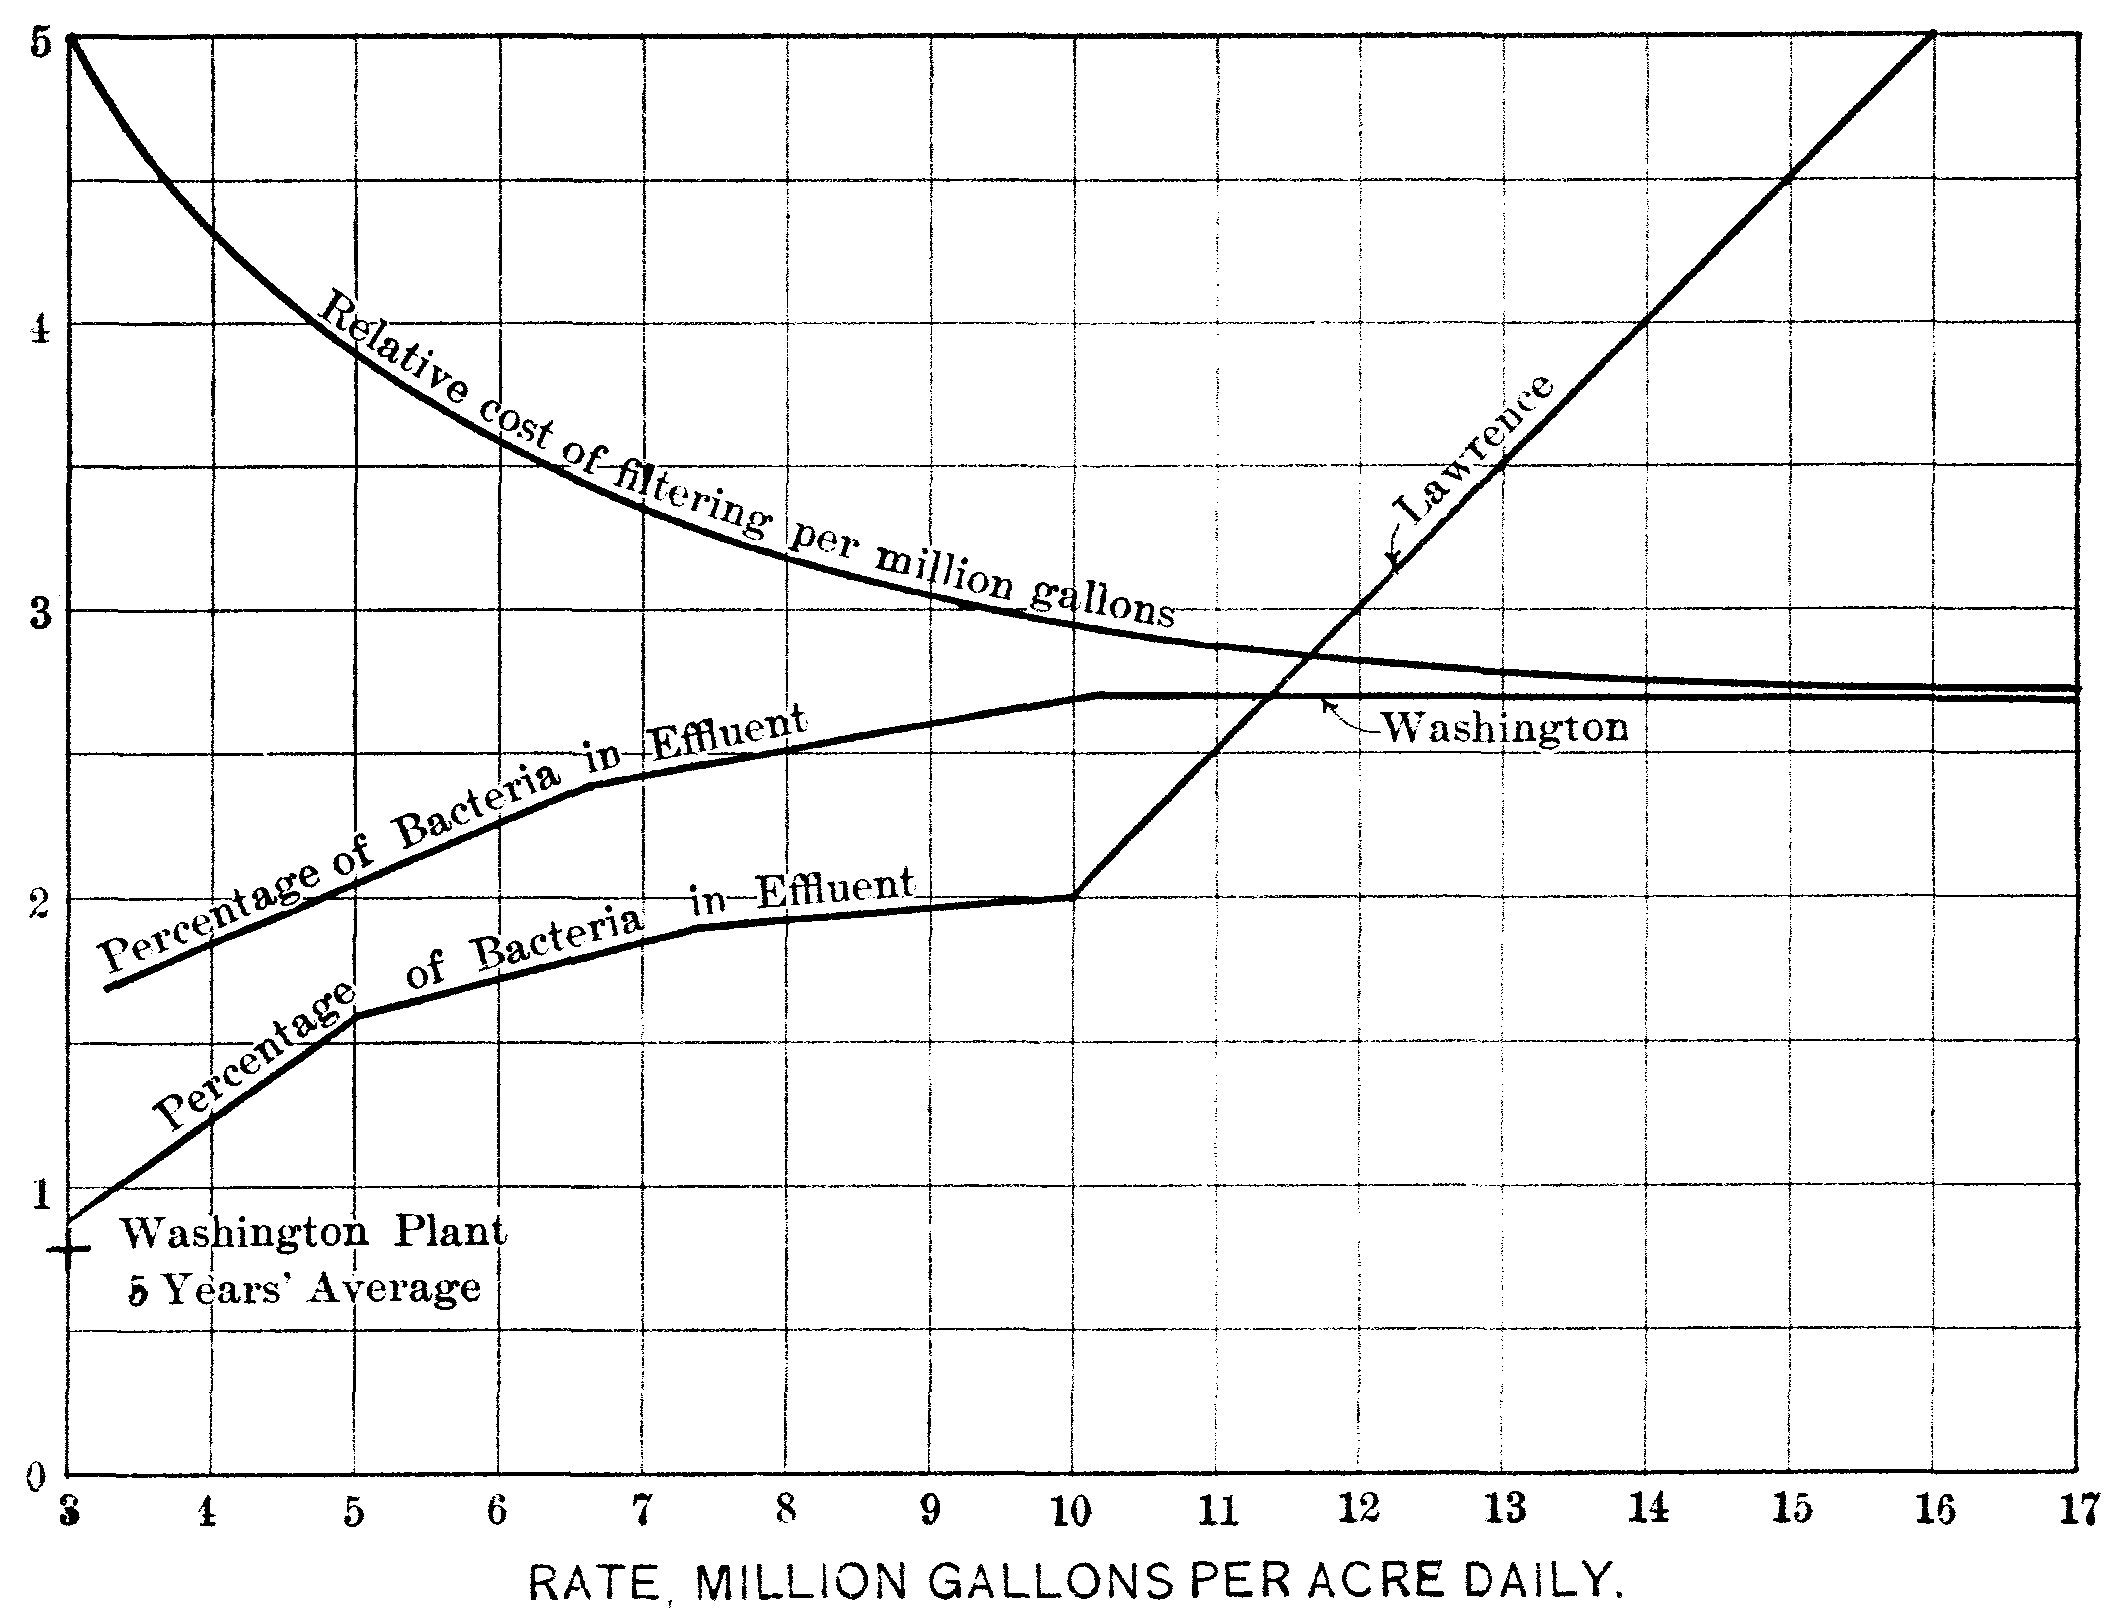 5
4
3
2
1
0
Relative cost of filtering per million gallons
Lawrence
Percentage of Bacteria in Effluent
Washington
Percentage of Bacteria in Effluent
Washington Plant
5 Years' Average
3 4 5 6 7 8 9 10 11 12 13 14 15 16 17
RATE, MILLION GALLONS PER ACRE DAILY.